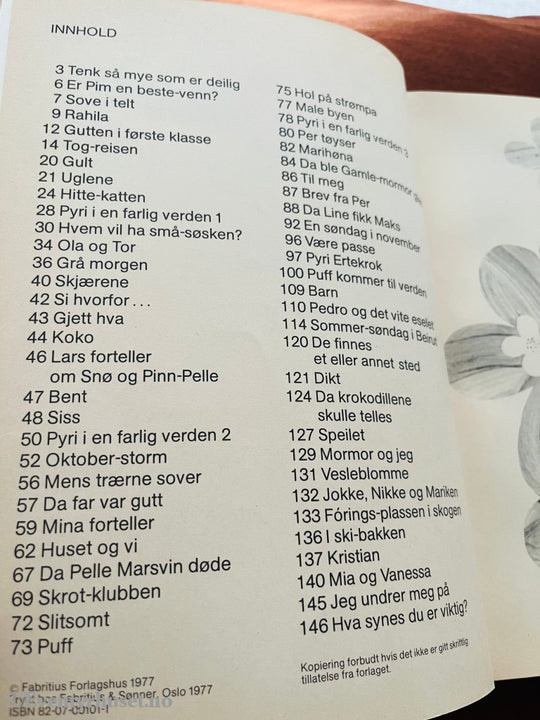 INNHOLD
3 Tenk så mye som er deilig
6 Er Pim en beste-venn?
7 Sove i telt
9 Rahila
12 Gutten i første klasse
14 Tog-reisen
20 Gult
21 Uglene
24 Hitte-katten
28 Pyri i en farlig verden 1
30 Hvem vil ha små-søsken?
34 Ola og Tor
36 Grå morgen
40 Skjærene
42 Si hvorfor ...
43 Gjett hva
44 Koko
46 Lars forteller
om Snø og Pinn-Pelle
47 Bent
48 Siss
50 Pyri i en farlig verden 2
52 Oktober-storm
56 Mens trærne sover
57 Da far var gutt
59 Mina forteller
62 Huset og vi
67 Da Pelle Marsvin døde
69 Skrot-klubben
72 Slitsomt
73 Puff
75 Hol på strømpa
77 Male byen
78 Pyri i en farlig verden 3
80 Per tøyser
82 Marihøna
84 Da ble Gamle-mormor
86 Til meg
87 Brev fra Per
88 Da Line fikk Maks
92 En søndag i november
96 Være passe
97 Pyri Ertekrok
100 Puff kommer til verden
109 Barn
110 Pedro og det vite eselet
114 Sommer-søndag i Beirut
120 De finnes
et eller annet sted
121 Dikt
124 Da krokodillene
skulle telles
127 Speilet
129 Mormor og jeg
131 Vesleblomme
132 Jokke, Nikke og Mariken
133 Fórings-plassen i skogen
136 I ski-bakken
137 Kristian
140 Mia og Vanessa
145 Jeg undrer meg på
146 Hva synes du er viktig?
Kopiering forbudt hvis det ikke er gitt skriftlig
tillatelse fra forlaget.
© Fabritius Forlagshus 1977
Fabritius & Sønner, Oslo 1977
ISBN 82-07-09101-1